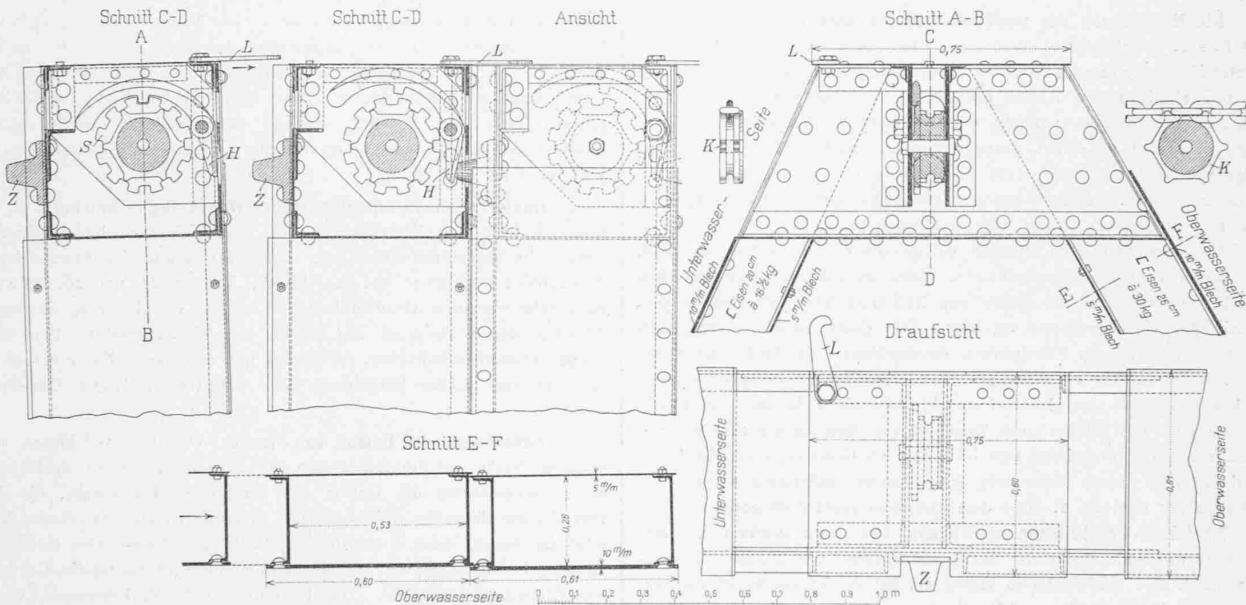 Schnitt C-D
A
L
S
H
Z
B
Schnitt C-D
L
H
Z
Ansicht
Schnitt A-B
C
0,75
L
K
Seite
Unterwasser-
10 m/m Blech
[ Eisen 20 cm
à 15½ kg
5 m/m Blech
D
K
Oberwasserseite
F
10 m/m Blech
E
[ Eisen 26 cm
à 30 kg
5 m/m Blech
Draufsicht
L
0,75
0,60
0,61
Unterwasserseite
Oberwasserseite
Z
Schnitt E-F
5 m/m
0,53
0,26
10 m/m
0,60
0,61
Oberwasserseite
0 0,1 0,2 0,3 0,4 0,5 0,6 0,7 0,8 0,9 1,0 m